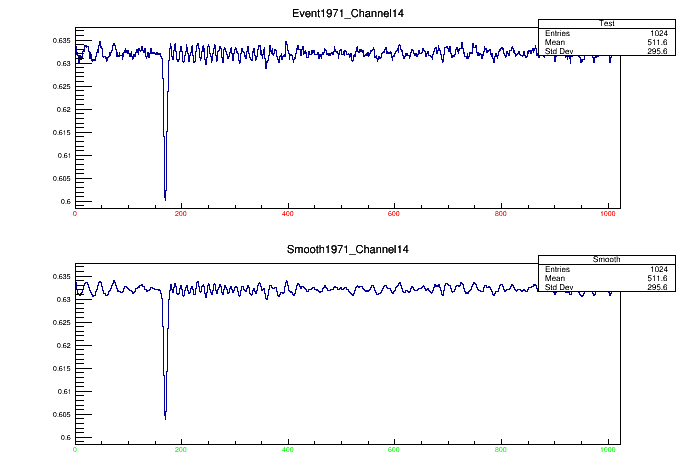 Event1971_Channel14
Test
Entries 1024
Mean 511.6
Std Dev 295.6
0.635
0.63
0.625
0.62
0.615
0.61
0.605
0.6
0 200 400 600 800 1000
Smooth1971_Channel14
Smooth
Entries 1024
Mean 511.6
Std Dev 295.6
0.635
0.63
0.625
0.62
0.615
0.61
0.605
0.6
0 200 400 600 800 1000